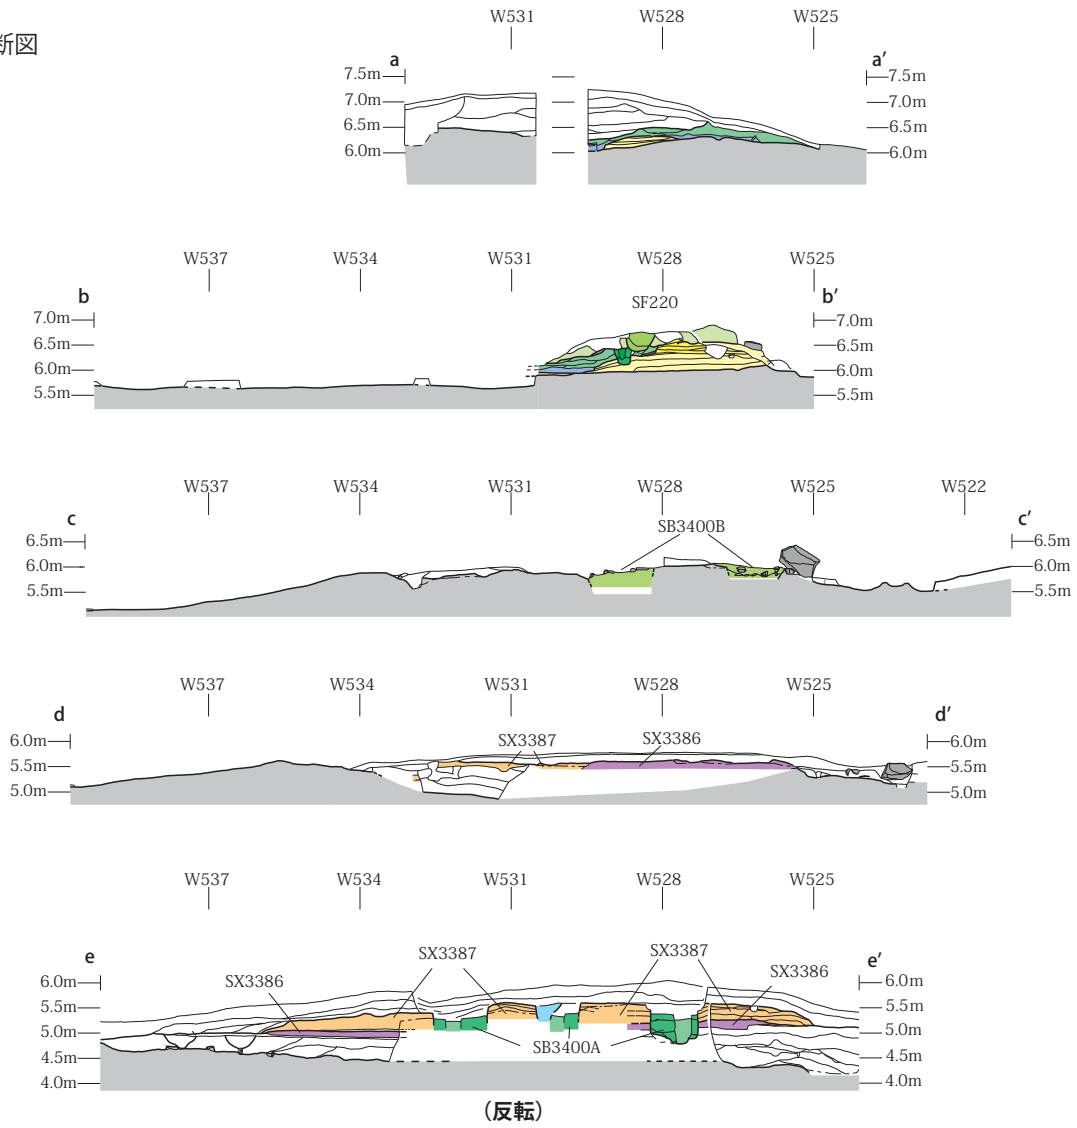 W531 W528 W525
断図
a a′
7.5m 7.5m
7.0m 7.0m
6.5m 6.5m
6.0m 6.0m
W537 W534 W531 W528 W525
b SF220 b′
7.0m 7.0m
6.5m 6.5m
6.0m 6.0m
5.5m 5.5m
W537 W534 W531 W528 W525 W522
c SB3400B c′
6.5m 6.5m
6.0m 6.0m
5.5m 5.5m
W537 W534 W531 W528 W525
d d′
6.0m SX3387 SX3386 6.0m
5.5m 5.5m
5.0m 5.0m
W537 W534 W531 W528 W525
e SX3387 SX3387 e′
6.0m SX3386 SX3386 6.0m
5.5m 5.5m
5.0m 5.0m
SB3400A
4.5m 4.5m
4.0m 4.0m
(反転)